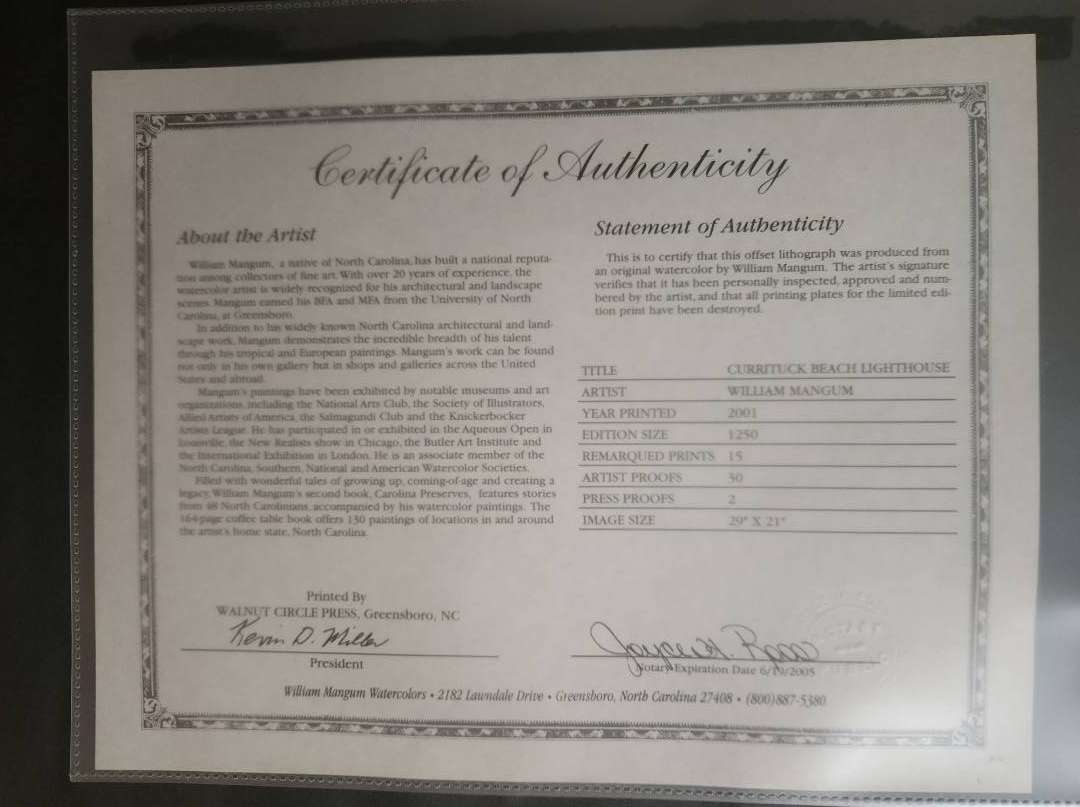 Certificate of Authenticity
About the Artist
William Mangum, a native of North Carolina, has built a national reputa-
tion among collectors of fine art. With over 20 years of experience, the
watercolor artist is widely recognized for his architectural and landscape
scenes. Mangum earned his BFA and MFA from the University of North
Carolina, at Greensboro.
In addition to his widely known North Carolina architectural and land-
scape work, Mangum demonstrates the incredible breadth of his talent
through his tropical and European paintings. Mangum's work can be found
not only in his own gallery but in shops and galleries across the United
States and abroad.
Mangum's paintings have been exhibited by notable museums and art
organizations, including the National Arts Club, the Society of Illustrators,
Allied Artists of America, the Salmagundi Club and the Knickerbocker
Artists League. He has participated in or exhibited in the Aqueous Open in
Louisville, the New Realists show in Chicago, the Butler Art Institute and
the International Exhibition in London. He is an associate member of the
North Carolina, Southern, National and American Watercolor Societies.
Filled with wonderful tales of growing up, coming-of-age and creating a
legacy, William Mangum's second book, Carolina Preserves, features stories
from 48 North Carolinians, accompanied by his watercolor paintings. The
164-page coffee table book offers 130 paintings of locations in and around
the artist's home state, North Carolina.
Statement of Authenticity
This is to certify that this offset lithograph was produced from
an original watercolor by William Mangum. The artist's signature
verifies that it has been personally inspected, approved and num-
bered by the artist, and that all printing plates for the limited edi-
tion print have been destroyed.
TITLE CURRITUCK BEACH LIGHTHOUSE
ARTIST WILLIAM MANGUM
YEAR PRINTED 2001
EDITION SIZE 1250
REMARQUED PRINTS 15
ARTIST PROOFS 50
PRESS PROOFS 2
IMAGE SIZE 29" X 21"
Printed By
WALNUT CIRCLE PRESS, Greensboro, NC
Kevin D. Miller
President
Joyce H. Ross
Notary Expiration Date 6/19/2005
William Mangum Watercolors • 2182 Lawndale Drive • Greensboro, North Carolina 27408 • (800)887-5380